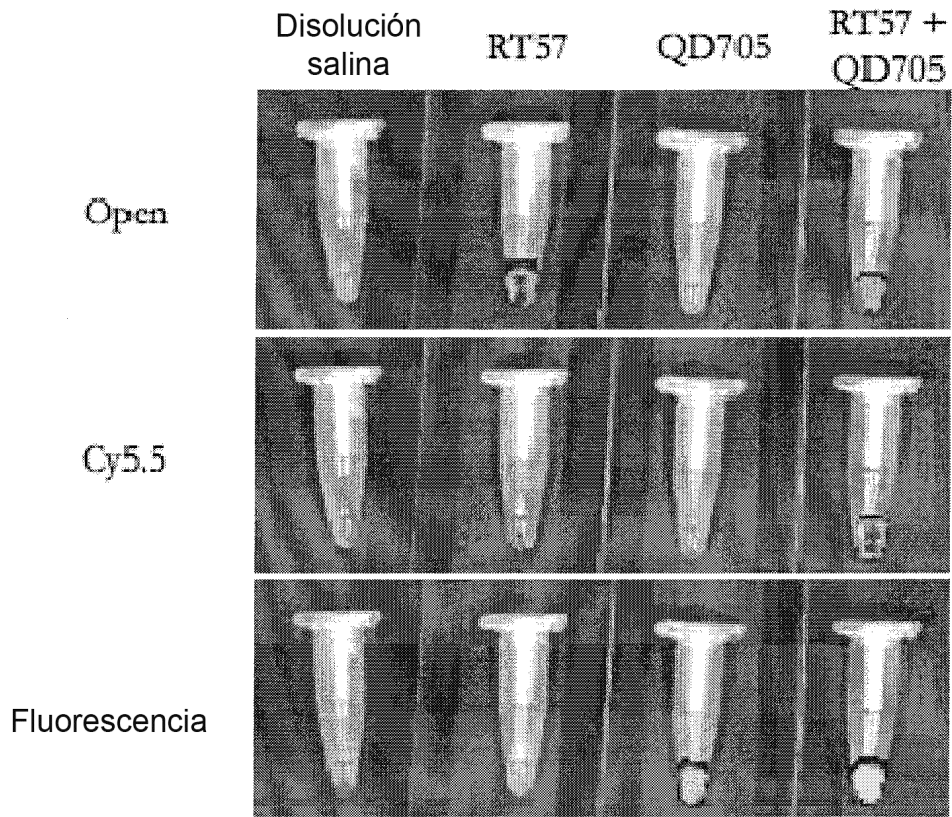 Disolución
salina
RT57
QD705
RT57 +
QD705
Open
Cy5.5
Fluorescencia